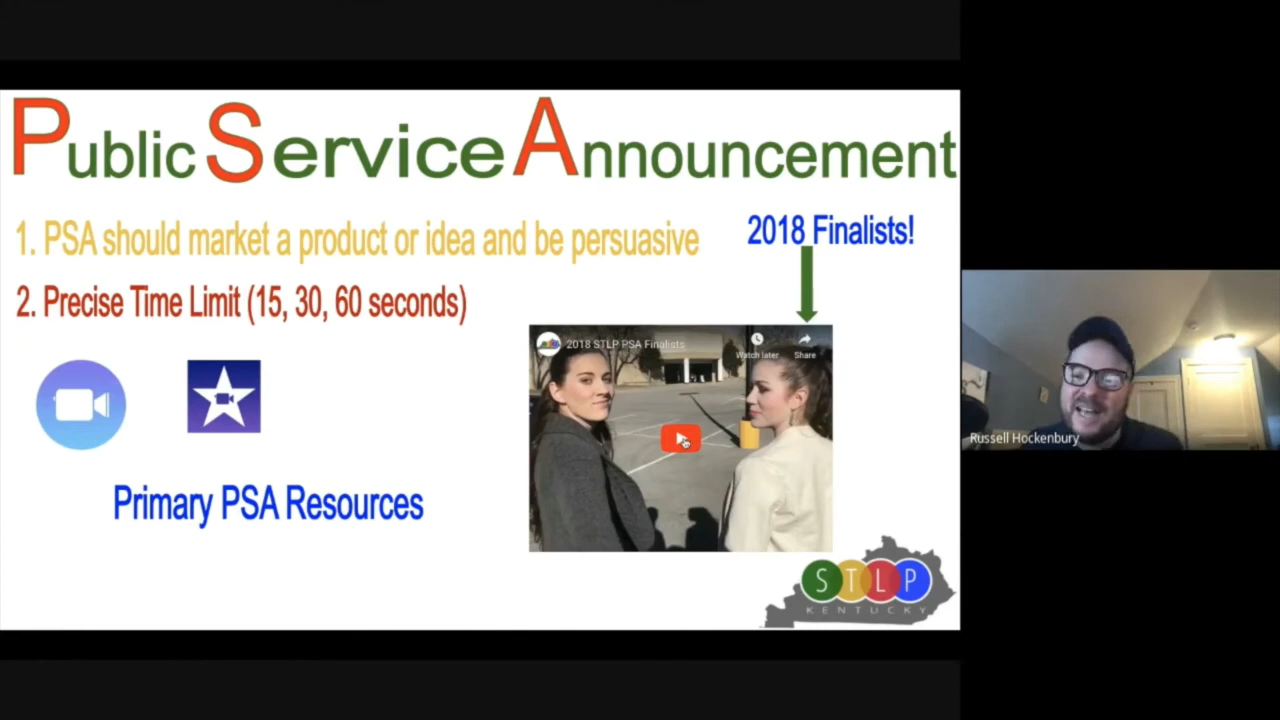 Public Service Announcement
1. PSA should market a product or idea and be persuasive
2018 Finalists!
2. Precise Time Limit (15, 30, 60 seconds)
2018 STLP PSA Finalists
Watch later
Share
Russell Hockenbury
Primary PSA Resources
STLP
KENTUCKY